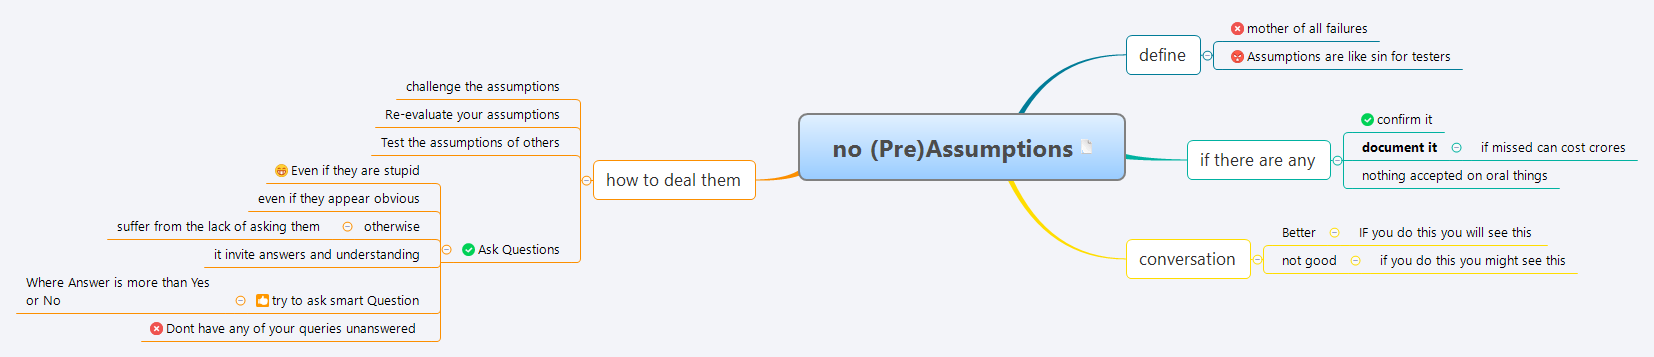 no (Pre)Assumptions
define
mother of all failures
Assumptions are like sin for testers
if there are any
confirm it
document it
if missed can cost crores
nothing accepted on oral things
conversation
Better
IF you do this you will see this
not good
if you do this you might see this
how to deal them
challenge the assumptions
Re-evaluate your assumptions
Test the assumptions of others
Ask Questions
Even if they are stupid
even if they appear obvious
otherwise
suffer from the lack of asking them
it invite answers and understanding
try to ask smart Question
Where Answer is more than Yes
or No
Dont have any of your queries unanswered